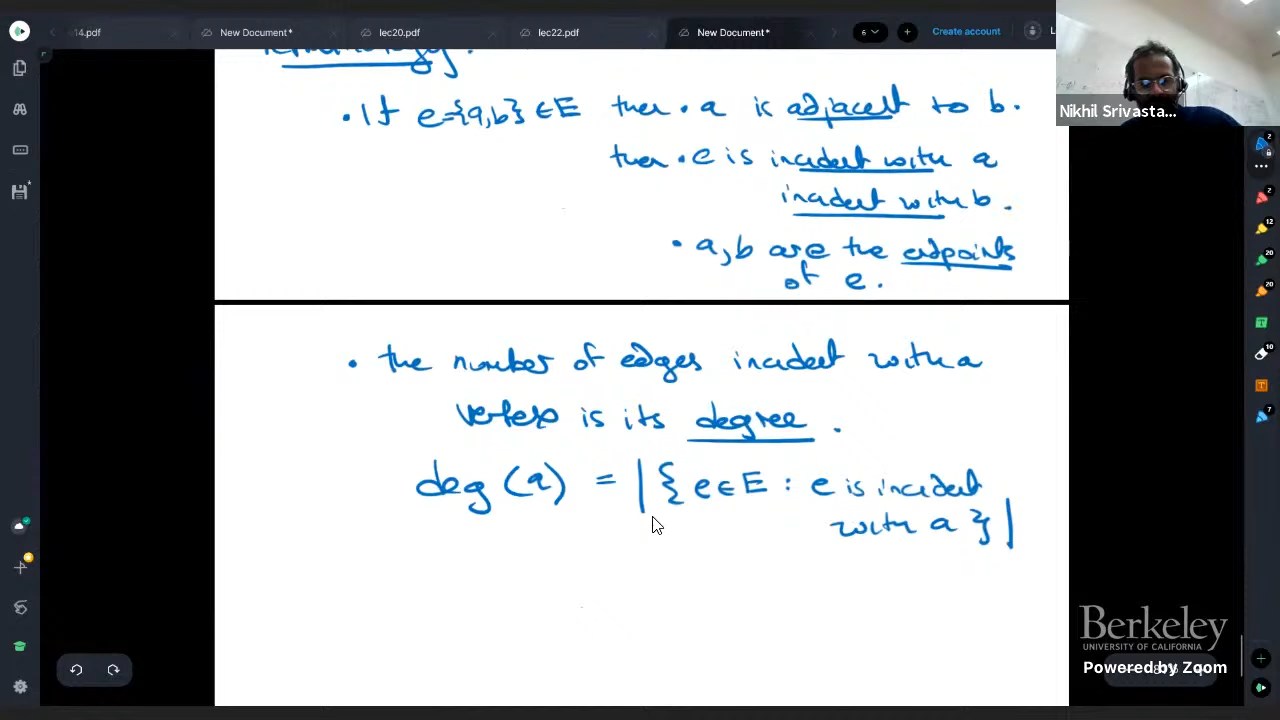 14.pdf
New Document*
lec20.pdf
lec22.pdf
New Document*
6
Create account
Nikhil Srivasta...
terminology:
• If e={a,b} ∈ E then • a is adjacent to b.
then • e is incident with a
incident with b.
• a,b are the endpoints
of e.
• the number of edges incident with a
vertex is its degree.
deg (a) = |{ e∈E : e is incident
with a }|
Berkeley
UNIVERSITY OF CALIFORNIA
Powered by Zoom